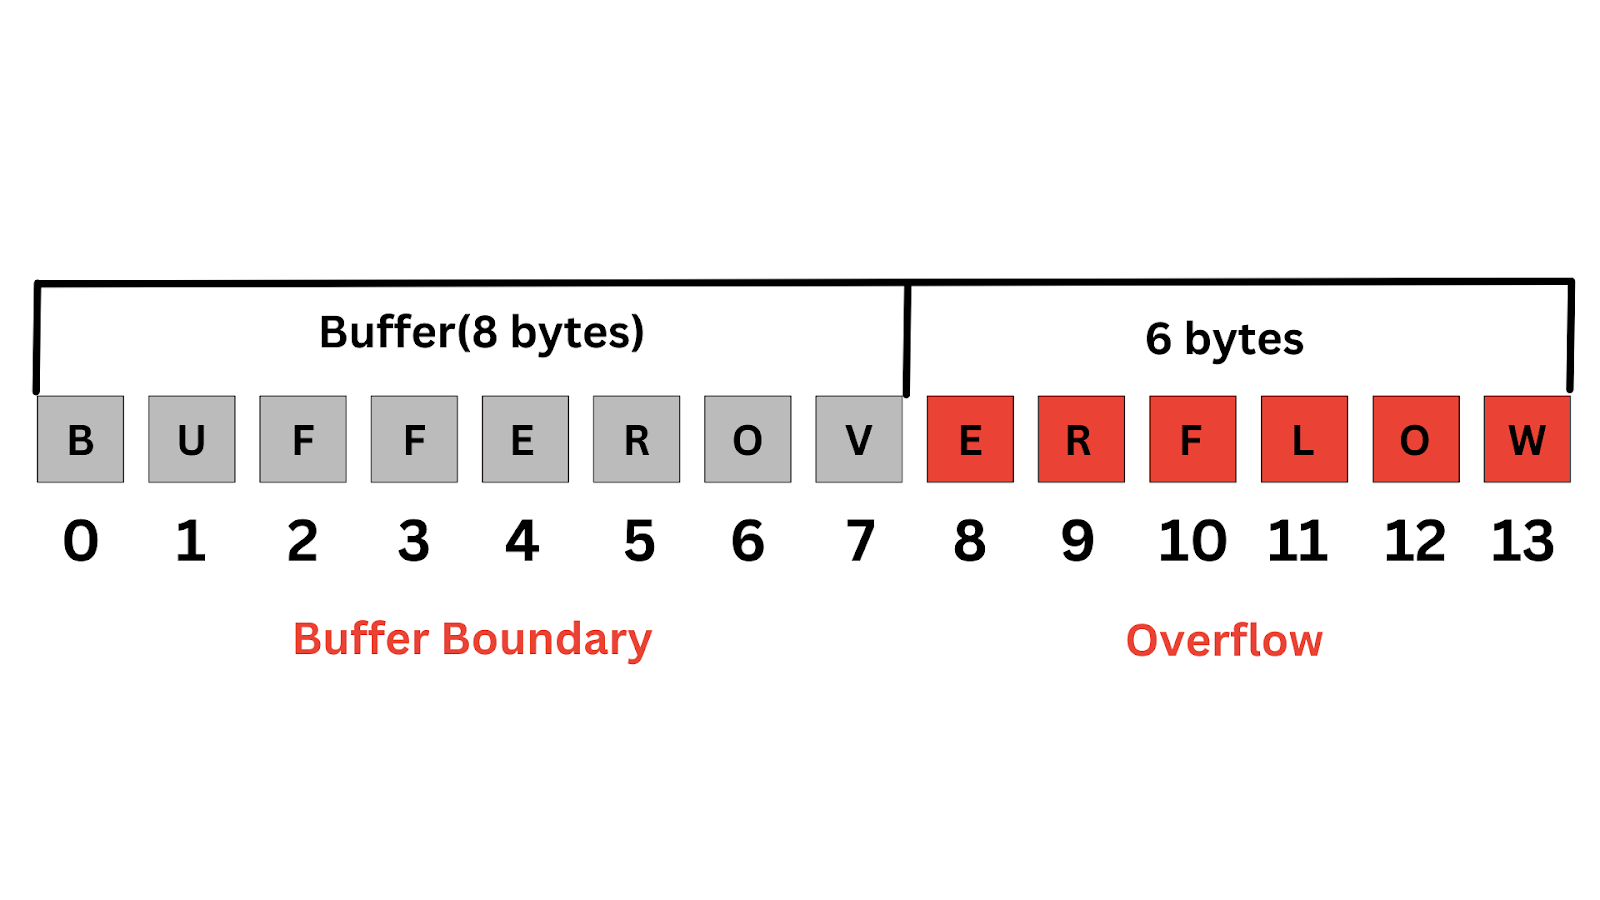 Buffer(8 bytes) 6 bytes
B U F F E R O V E R F L O W
0 1 2 3 4 5 6 7 8 9 10 11 12 13
Buffer Boundary Overflow